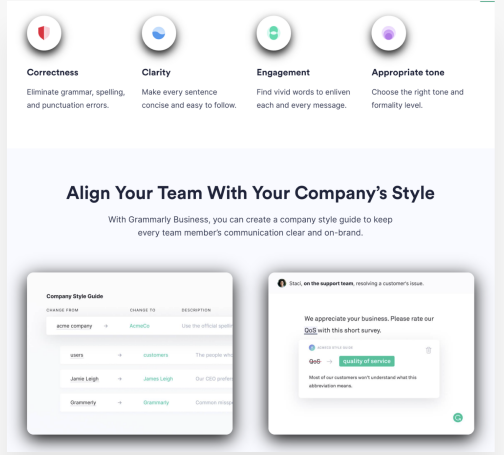 Correctness
Eliminate grammar, spelling,
and punctuation errors.
Clarity
Make every sentence
concise and easy to follow.
Engagement
Find vivid words to enliven
each and every message.
Appropriate tone
Choose the right tone and
formality level.
Align Your Team With Your Company's Style
With Grammarly Business, you can create a company style guide to keep
every team member's communication clear and on-brand.
Company Style Guide
CHANGE FROM CHANGE TO DESCRIPTION
acme company → AcmeCo Use the official
users → customers The people
Jamie Leigh → James Leigh Our CEO
Gramerrly → Grammarly Common
Staci, on the support team, resolving a customer's issue.
We appreciate your business. Please rate our
QoS with this short survey.
STYLE GUIDE
QoS → quality of service
Most of our customers won't understand what this
abbreviation means.